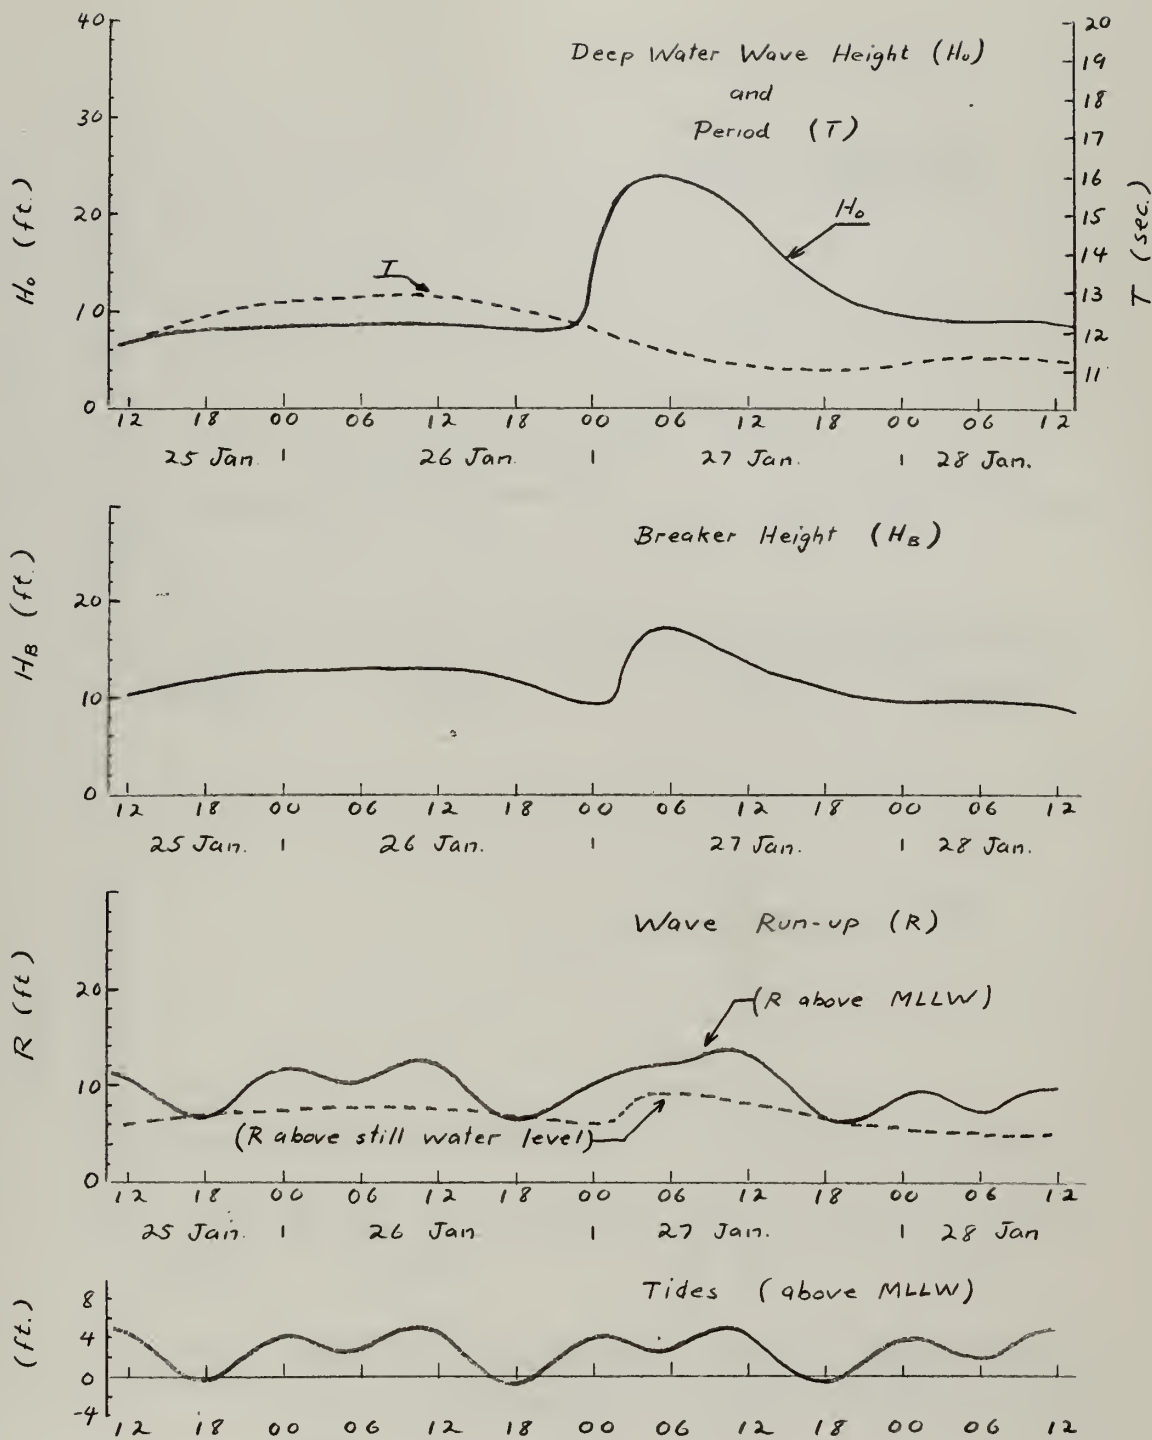 40
20
Deep Water Wave Height (Ho)
19
and
18
30
Period (T)
17
16
Ho (ft.)
20
Ho
15
T (sec.)
T
14
13
10
12
11
0
12 18 00 06 12 18 00 06 12 18 00 06 12
25 Jan. 26 Jan. 27 Jan. 28 Jan.
Breaker Height (HB)
HB (ft.)
20
10
0
12 18 00 06 12 18 00 06 12 18 00 06 12
25 Jan. 26 Jan. 27 Jan. 28 Jan.
Wave Run-up (R)
R (ft)
20
(R above MLLW)
10
(R above still water level)
0
12 18 00 06 12 18 00 06 12 18 00 06 12
25 Jan. 26 Jan 27 Jan. 28 Jan
Tides (above MLLW)
(ft.)
8
4
0
-4
12 18 00 06 12 18 00 06 12 18 00 06 12